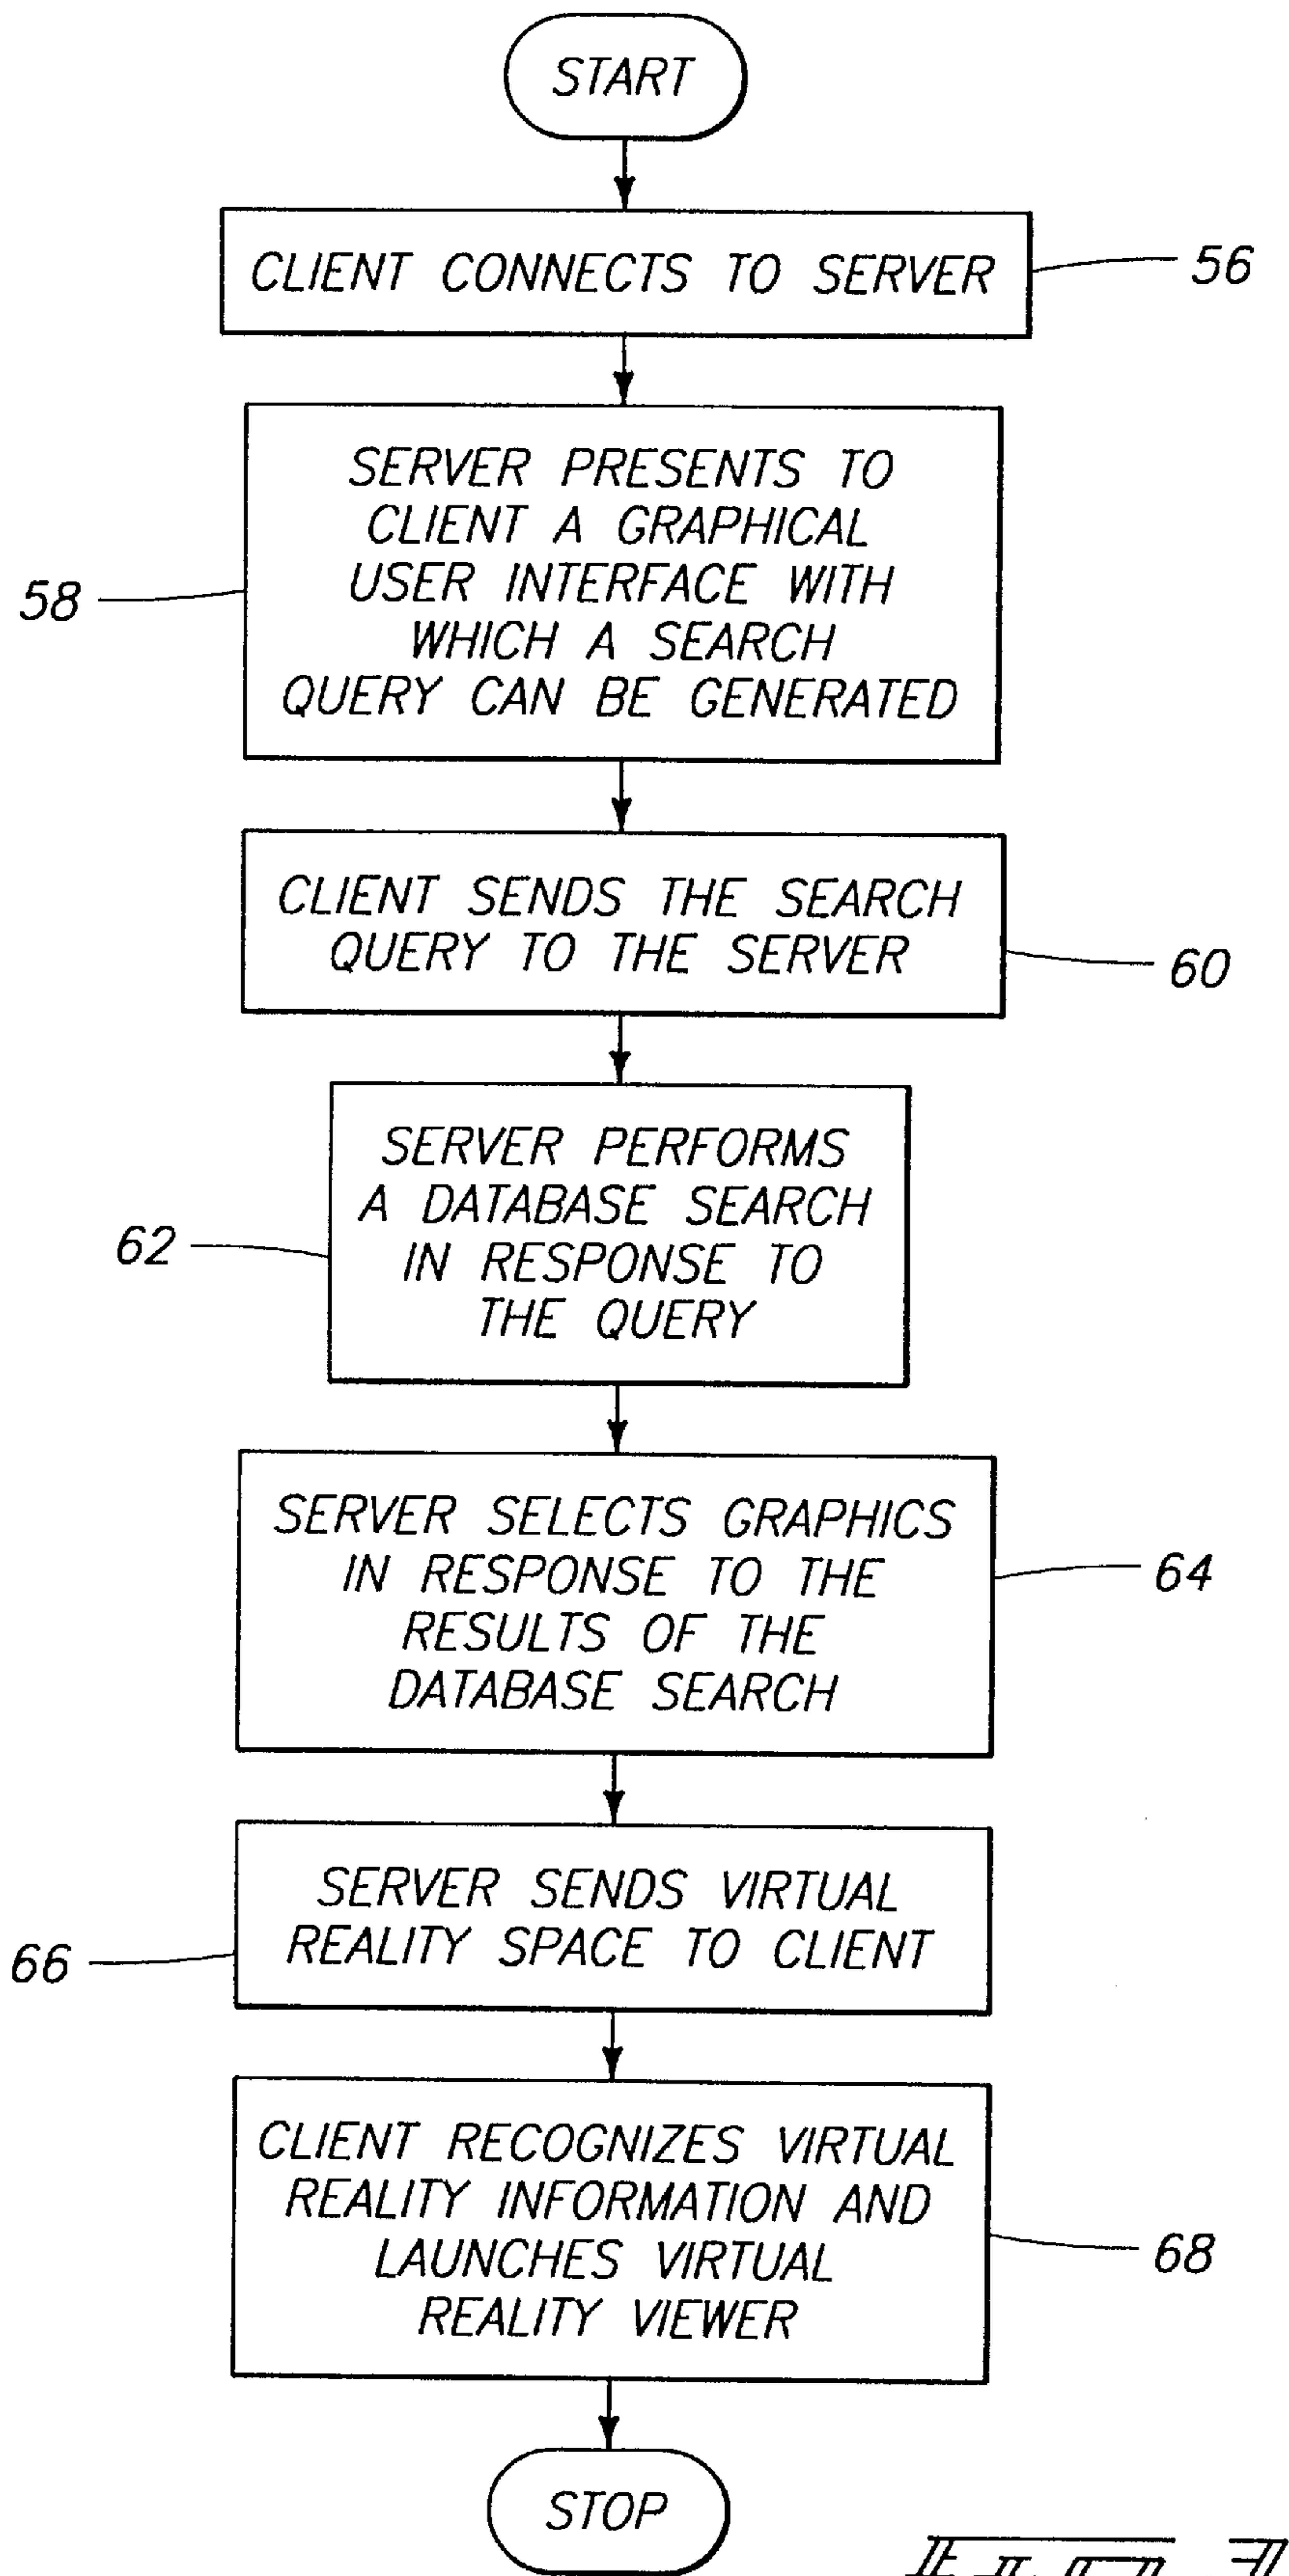 START
CLIENT CONNECTS TO SERVER
56
SERVER PRESENTS TO
CLIENT A GRAPHICAL
USER INTERFACE WITH
WHICH A SEARCH
QUERY CAN BE GENERATED
58
CLIENT SENDS THE SEARCH
QUERY TO THE SERVER
60
SERVER PERFORMS
A DATABASE SEARCH
IN RESPONSE TO
THE QUERY
62
SERVER SELECTS GRAPHICS
IN RESPONSE TO THE
RESULTS OF THE
DATABASE SEARCH
64
SERVER SENDS VIRTUAL
REALITY SPACE TO CLIENT
66
CLIENT RECOGNIZES VIRTUAL
REALITY INFORMATION AND
LAUNCHES VIRTUAL
REALITY VIEWER
68
STOP